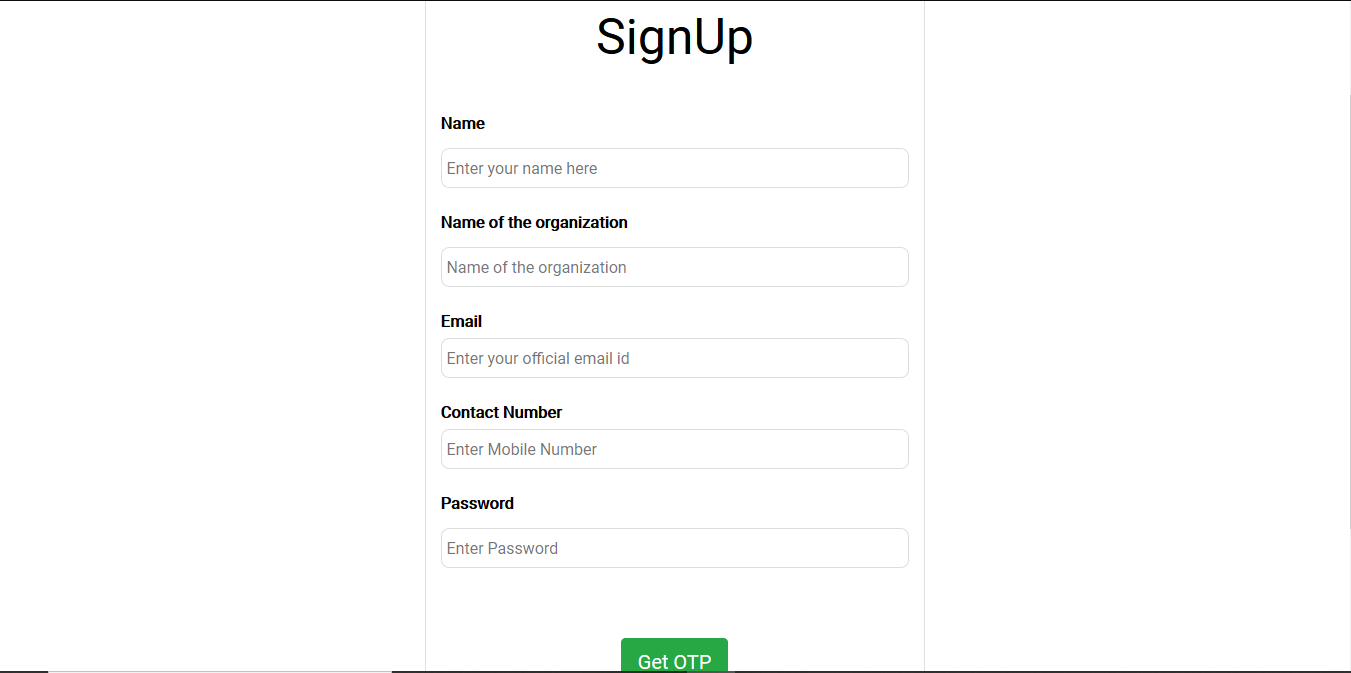 SignUp
Name
Enter your name here
Name of the organization
Name of the organization
Email
Enter your official email id
Contact Number
Enter Mobile Number
Password
Enter Password
Get OTP